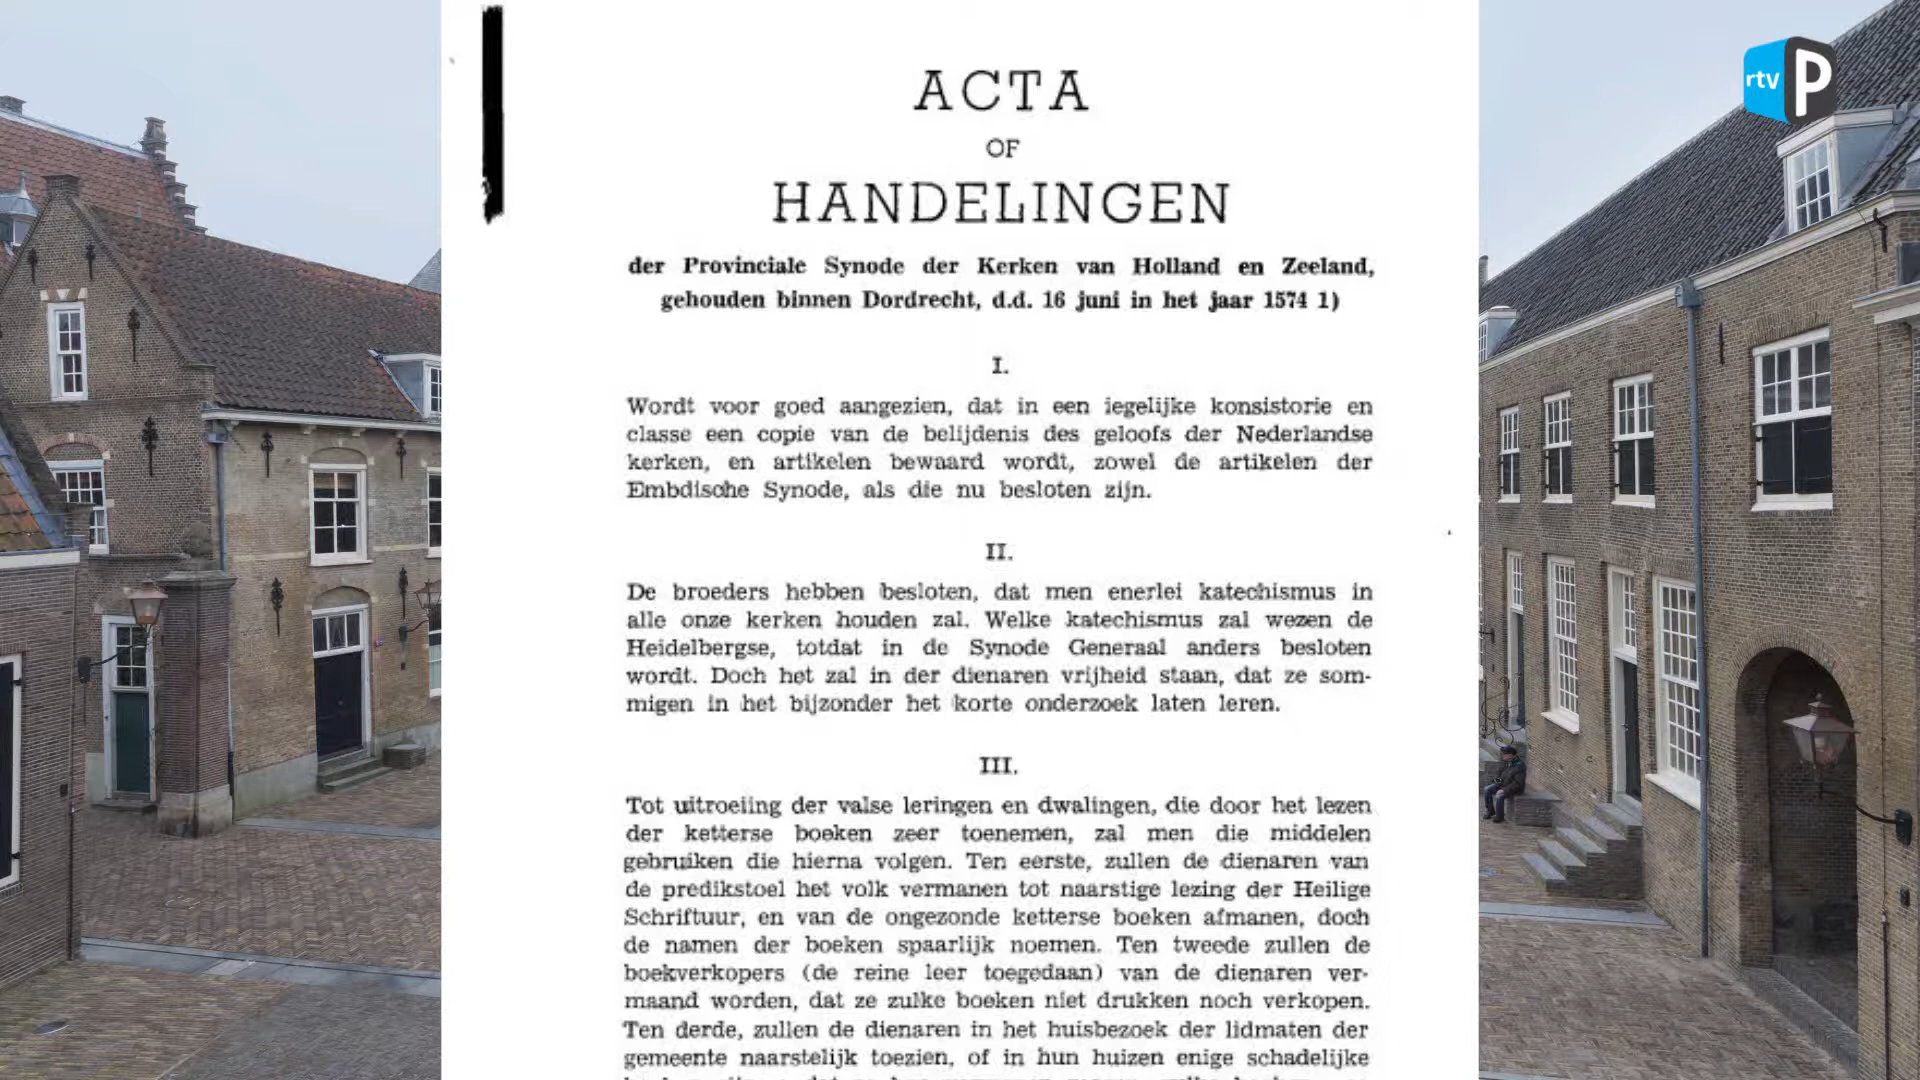 rtv P
ACTA
OF
HANDELINGEN
der Provinciale Synode der Kerken van Holland en Zeeland,
gehouden binnen Dordrecht, d.d. 16 juni in het jaar 1574 1)
I.
Wordt voor goed aangezien, dat in een iegelijke konsistorie en
classe een copie van de belijdenis des geloofs der Nederlandse
kerken, en artikelen bewaard wordt, zowel de artikelen der
Embdische Synode, als die nu besloten zijn.
II.
De broeders hebben besloten, dat men enerlei katechismus in
alle onze kerken houden zal. Welke katechismus zal wezen de
Heidelbergse, totdat in de Synode Generaal anders besloten
wordt. Doch het zal in der dienaren vrijheid staan, dat ze som-
migen in het bijzonder het korte onderzoek laten leren.
III.
Tot uitroeiing der valse leringen en dwalingen, die door het lezen
der ketterse boeken zeer toenemen, zal men die middelen
gebruiken die hierna volgen. Ten eerste, zullen de dienaren van
de predikstoel het volk vermanen tot naarstige lezing der Heilige
Schriftuur, en van de ongezonde ketterse boeken afmanen, doch
de namen der boeken spaarlijk noemen. Ten tweede zullen de
boekverkopers (de reine leer toegedaan) van de dienaren ver-
maand worden, dat ze zulke boeken niet drukken noch verkopen.
Ten derde, zullen de dienaren in het huisbezoek der lidmaten der
gemeente naarstelijk toezien, of in hun huizen enige schadelijke